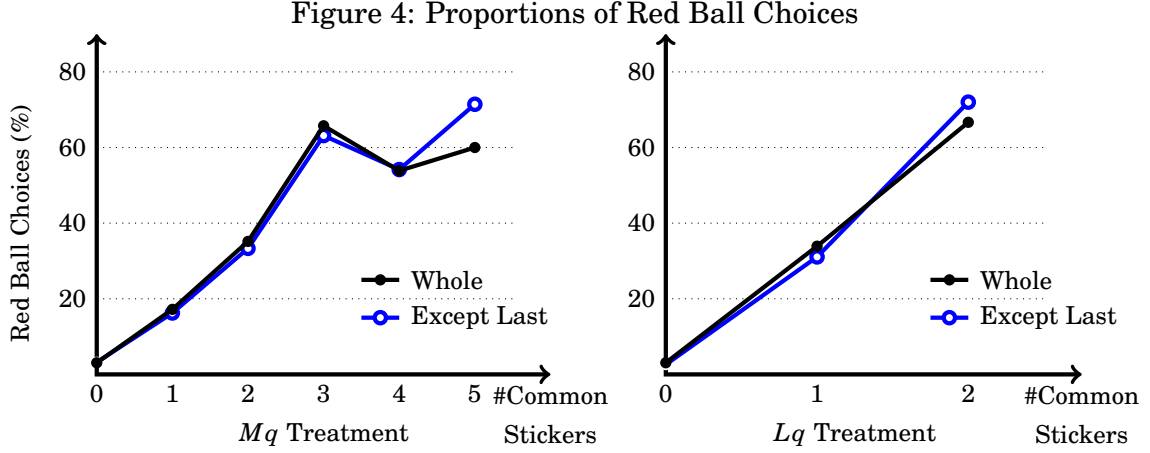 Figure 4: Proportions of Red Ball Choices
Red Ball Choices (%)
80
60
40
20
Whole
Except Last
0 1 2 3 4 5 #Common
Mq Treatment Stickers
80
60
40
20
Whole
Except Last
0 1 2 #Common
Lq Treatment Stickers